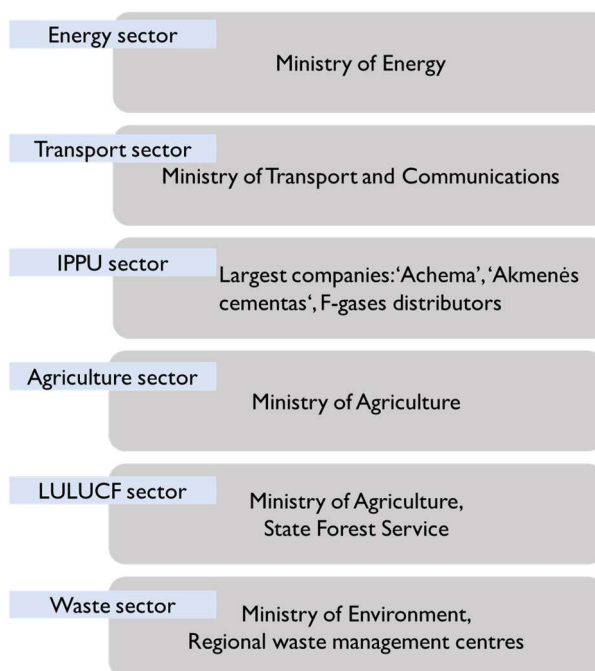 Energy sector
Ministry of Energy
Transport sector
Ministry of Transport and Communications
IPPU sector
Largest companies:‘Achema’, ‘Akmenės
cementas‘, F-gases distributors
Agriculture sector
Ministry of Agriculture
LULUCF sector
Ministry of Agriculture,
State Forest Service
Waste sector
Ministry of Environment,
Regional waste management centres